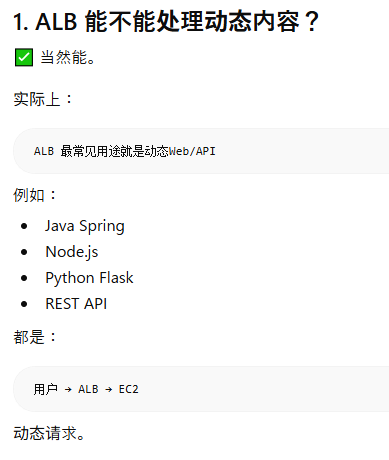 1. ALB 能不能处理动态内容？
✅ 当然能。
实际上：
ALB 最常见用途就是动态Web/API
例如：
• Java Spring
• Node.js
• Python Flask
• REST API
都是：
用户 → ALB → EC2
动态请求。